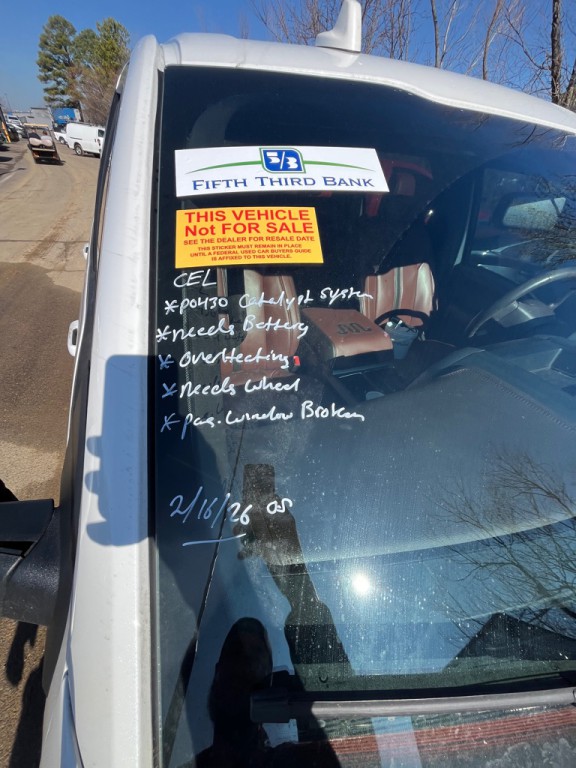 5/3
FIFTH THIRD BANK
THIS VEHICLE
Not FOR SALE
SEE THE DEALER FOR RESALE DATE
THIS STICKER MUST REMAIN IN PLACE
UNTIL A FEDERAL USED CAR BUYERS GUIDE
IS AFFIXED TO THIS VEHICLE.
CEL
* P0430 Catalyst System
* needs Battery
* Overheating
* Needs Wheel
* Pas. Window Broken
2/16/26